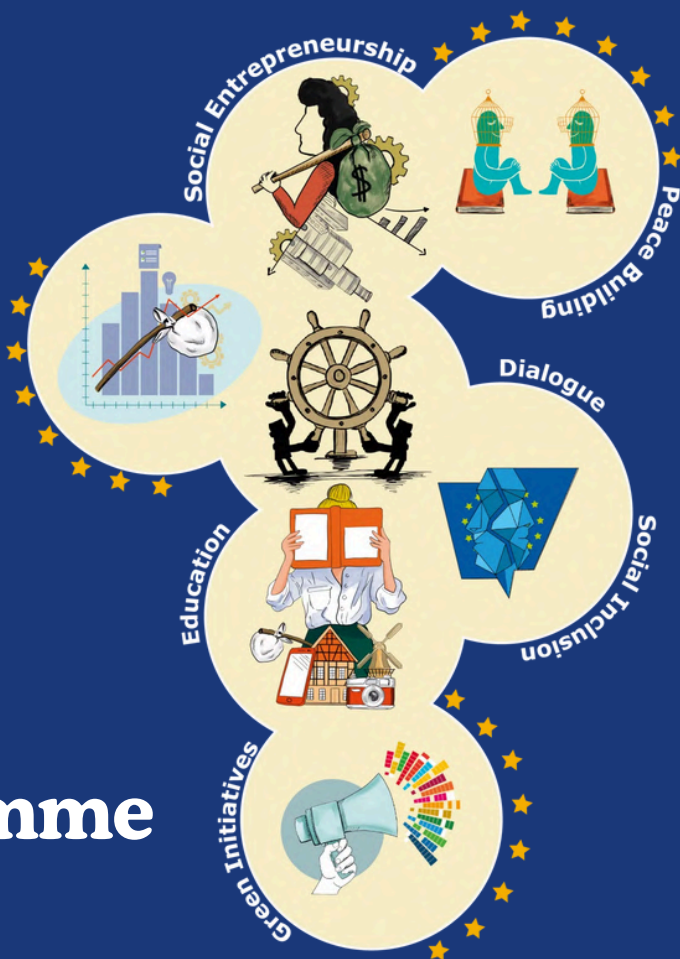 Social Entrepreneurship
Peace Building
$
Dialogue
Social Inclusion
Education
mme
Green Initiatives